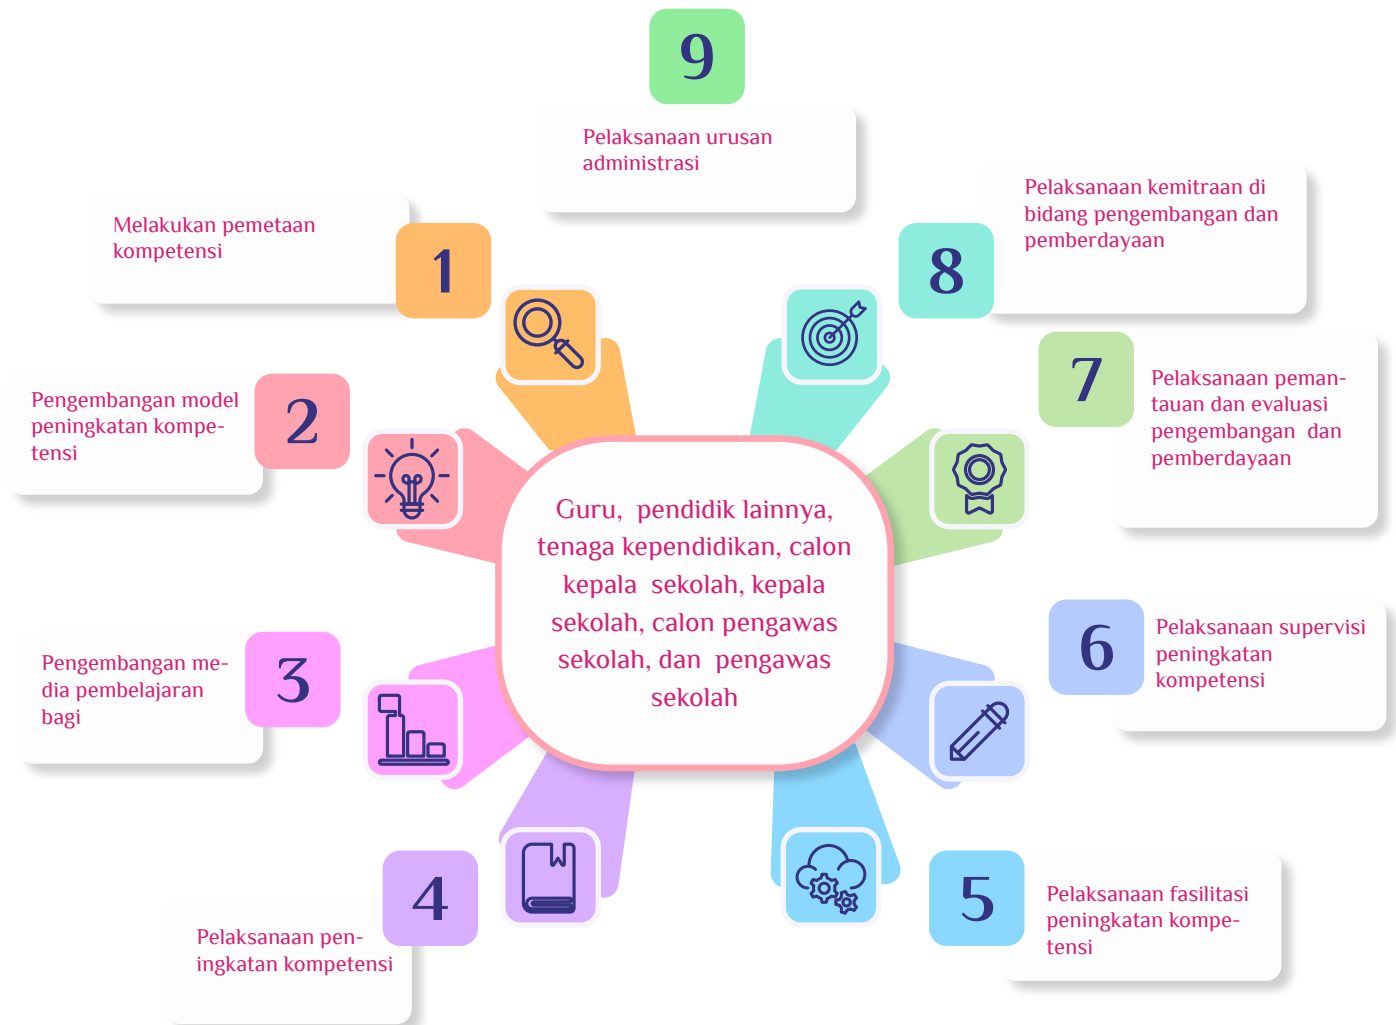 9
Pelaksanaan urusan
administrasi
1
Melakukan pemetaan
kompetensi
2
Pengembangan model
peningkatan kompe-
tensi
3
Pengembangan me-
dia pembelajaran
bagi
4
Pelaksanaan pen-
ingkatan kompetensi
5
Pelaksanaan fasilitasi
peningkatan kompe-
tensi
6
Pelaksanaan supervisi
peningkatan
kompetensi
7
Pelaksanaan peman-
tauan dan evaluasi
pengembangan dan
pemberdayaan
8
Pelaksanaan kemitraan di
bidang pengembangan dan
pemberdayaan
Guru, pendidik lainnya,
tenaga kependidikan, calon
kepala sekolah, kepala
sekolah, calon pengawas
sekolah, dan pengawas
sekolah